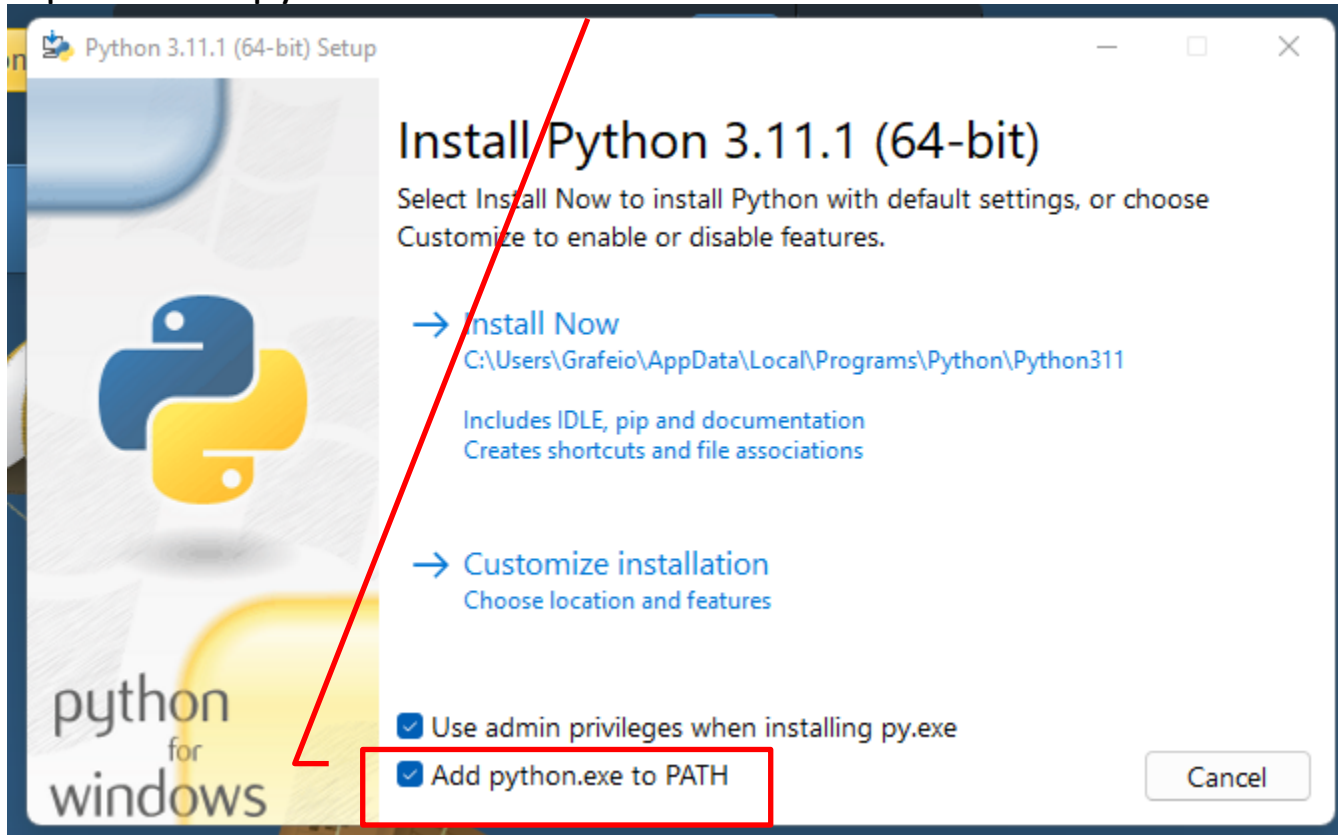 Python 3.11.1 (64-bit) Setup
Install Python 3.11.1 (64-bit)
Select Install Now to install Python with default settings, or choose
Customize to enable or disable features.
Install Now
C:\Users\Grafeio\AppData\Local\Programs\Python\Python311
Includes IDLE, pip and documentation
Creates shortcuts and file associations
Customize installation
Choose location and features
Use admin privileges when installing py.exe
Add python.exe to PATH
Cancel
python
for
windows